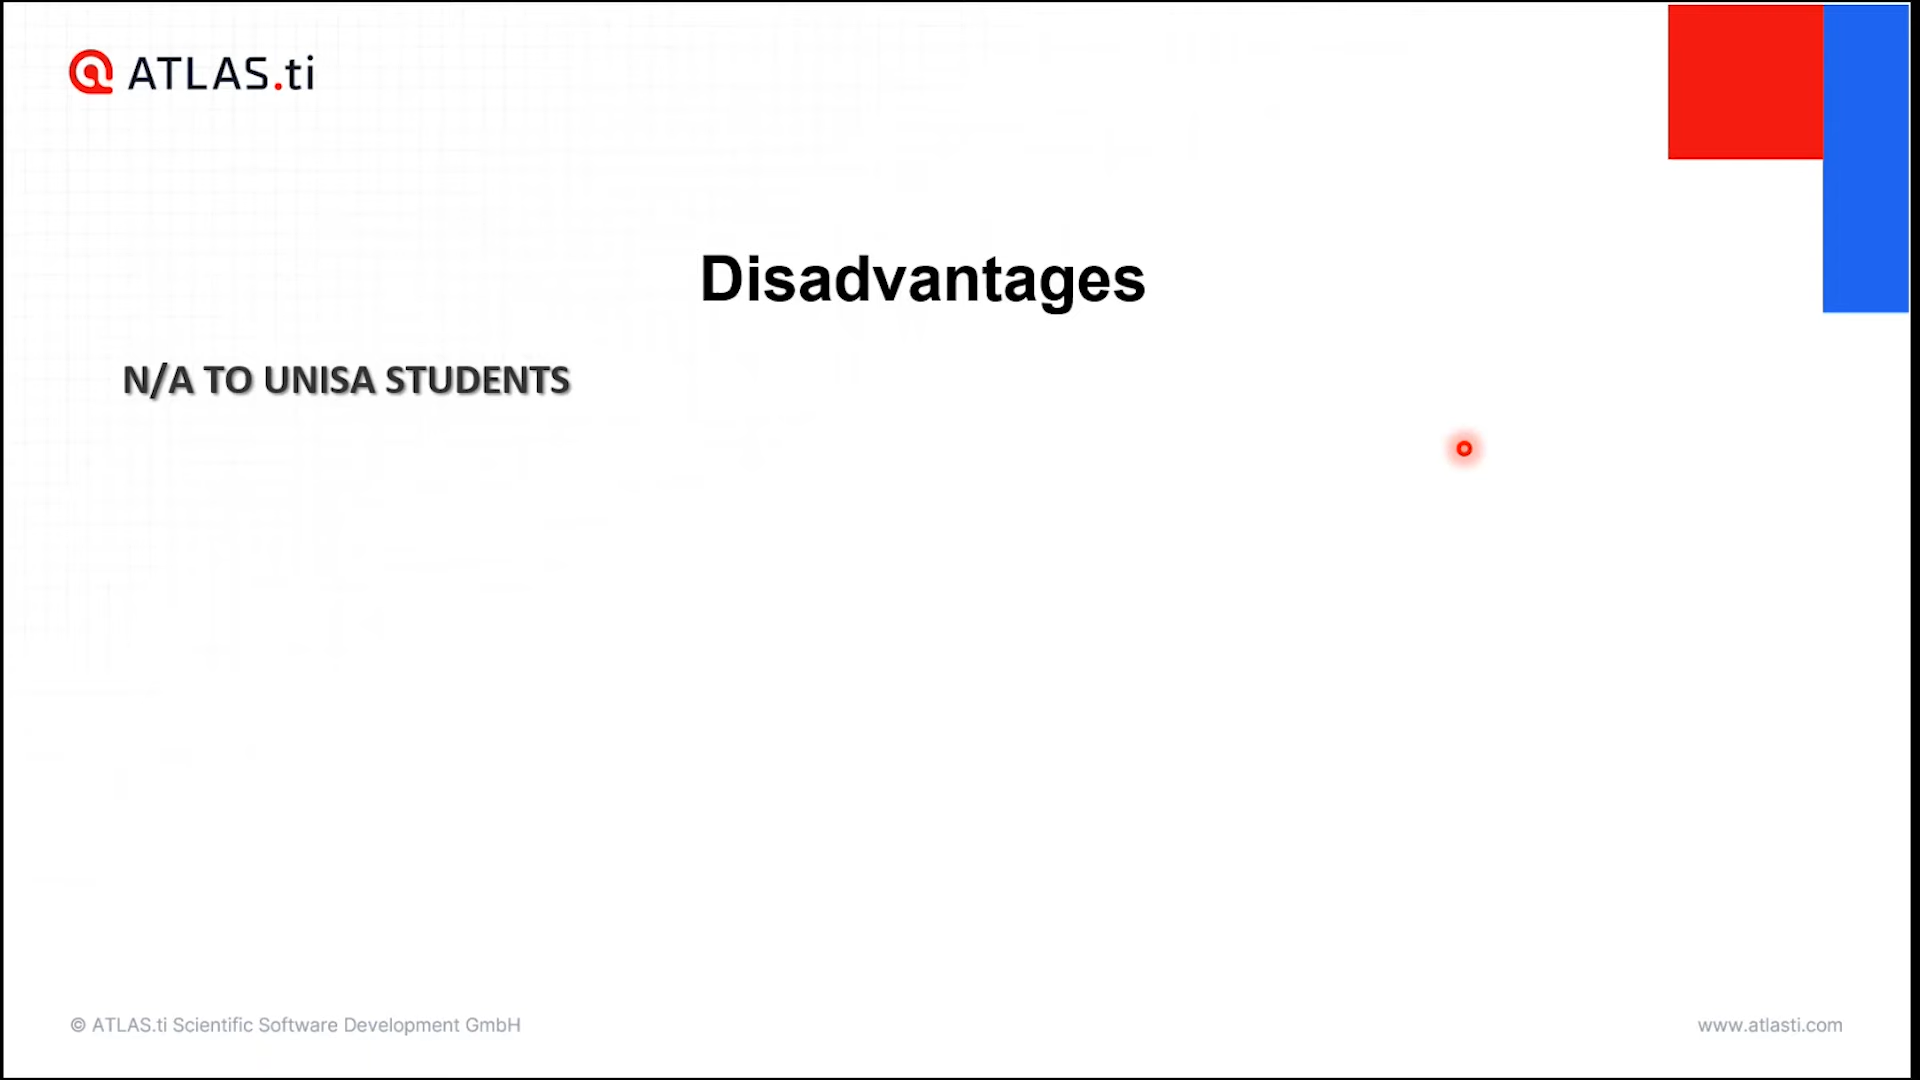 ATLAS.ti
Disadvantages
N/A TO UNISA STUDENTS
© ATLAS.ti Scientific Software Development GmbH
www.atlasti.com